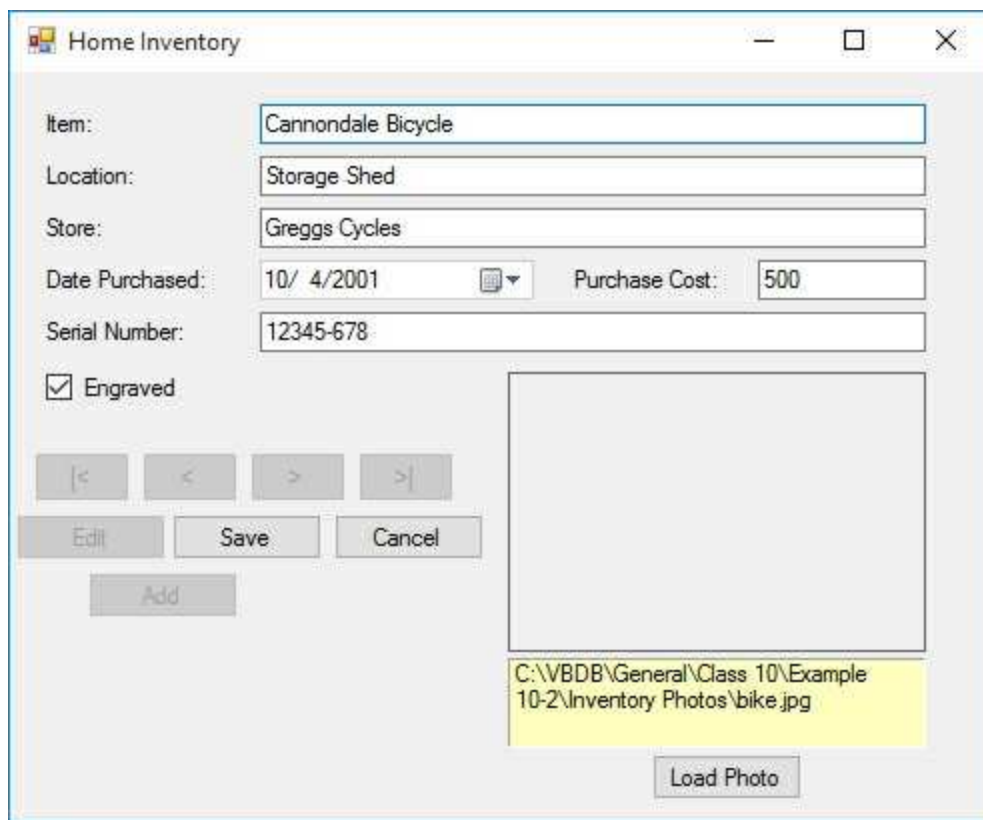 Home Inventory
Item:
Cannondale Bicycle
Location:
Storage Shed
Store:
Greggs Cycles
Date Purchased:
10/ 4/2001
Purchase Cost:
500
Serial Number:
12345-678
Engraved
|<
<
>
>|
Edit
Save
Cancel
Add
C:\VBDB\General\Class 10\Example
10-2\Inventory Photos\bike.jpg
Load Photo